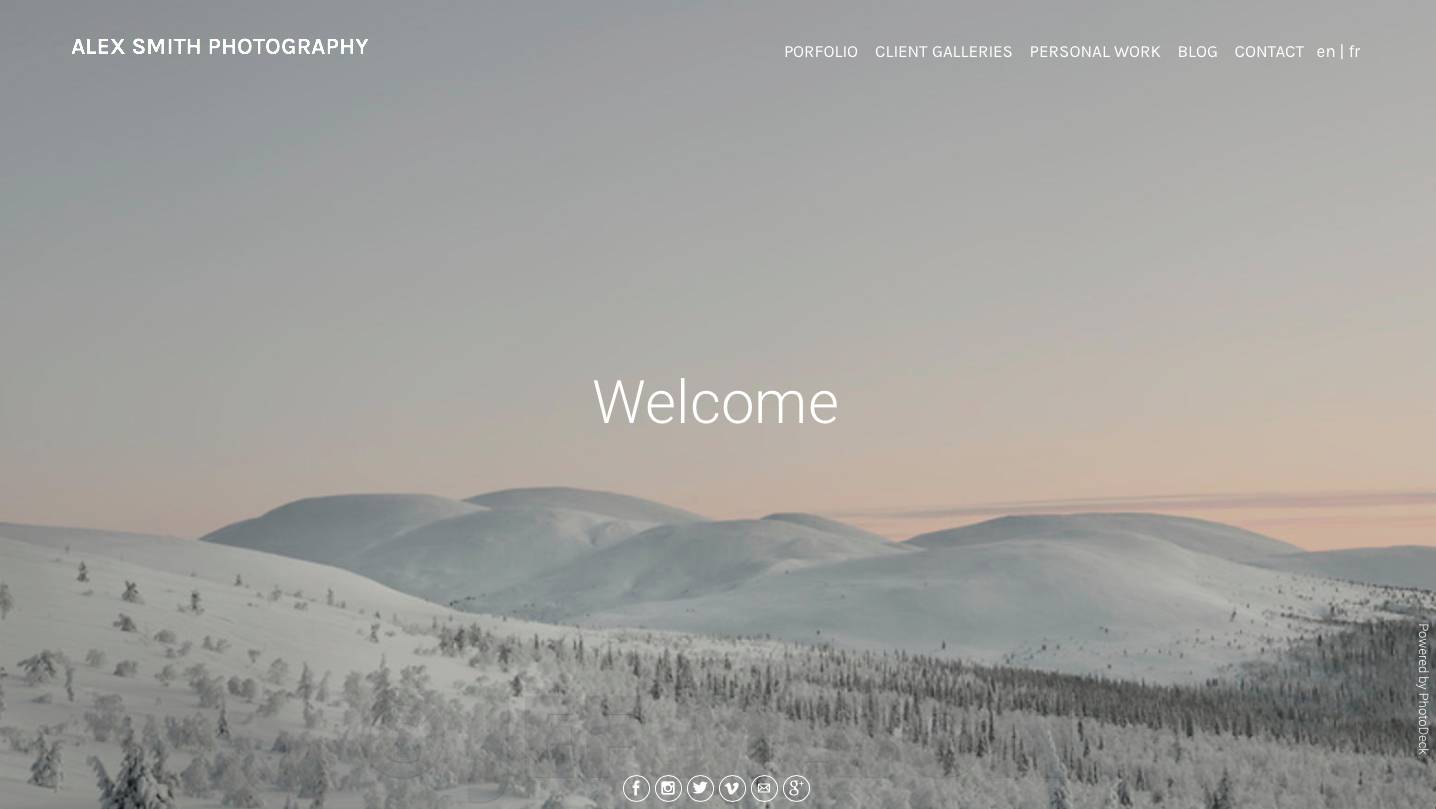 ALEX SMITH PHOTOGRAPHY
PORFOLIO CLIENT GALLERIES PERSONAL WORK BLOG CONTACT en | fr
Welcome
Powered by PhotoDeck